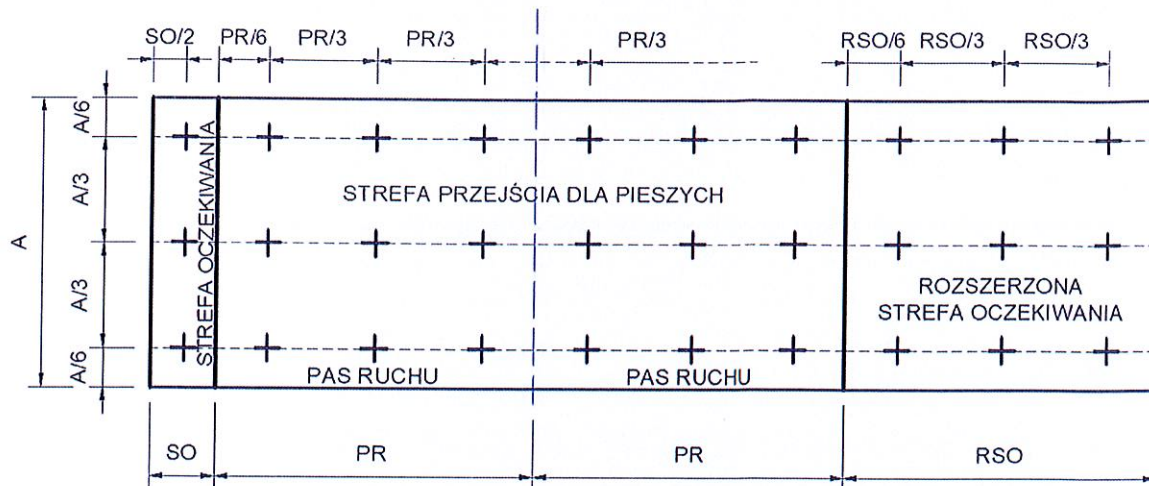 SO/2 PR/6 PR/3 PR/3 PR/3 RSO/6 RSO/3 RSO/3
A/6
A/3
A
A/3
A/6
STREFA OCZEKIWANIA
STREFA PRZEJŚCIA DLA PIESZYCH
ROZSZERZONA
STREFA OCZEKIWANIA
PAS RUCHU PAS RUCHU
SO PR PR RSO